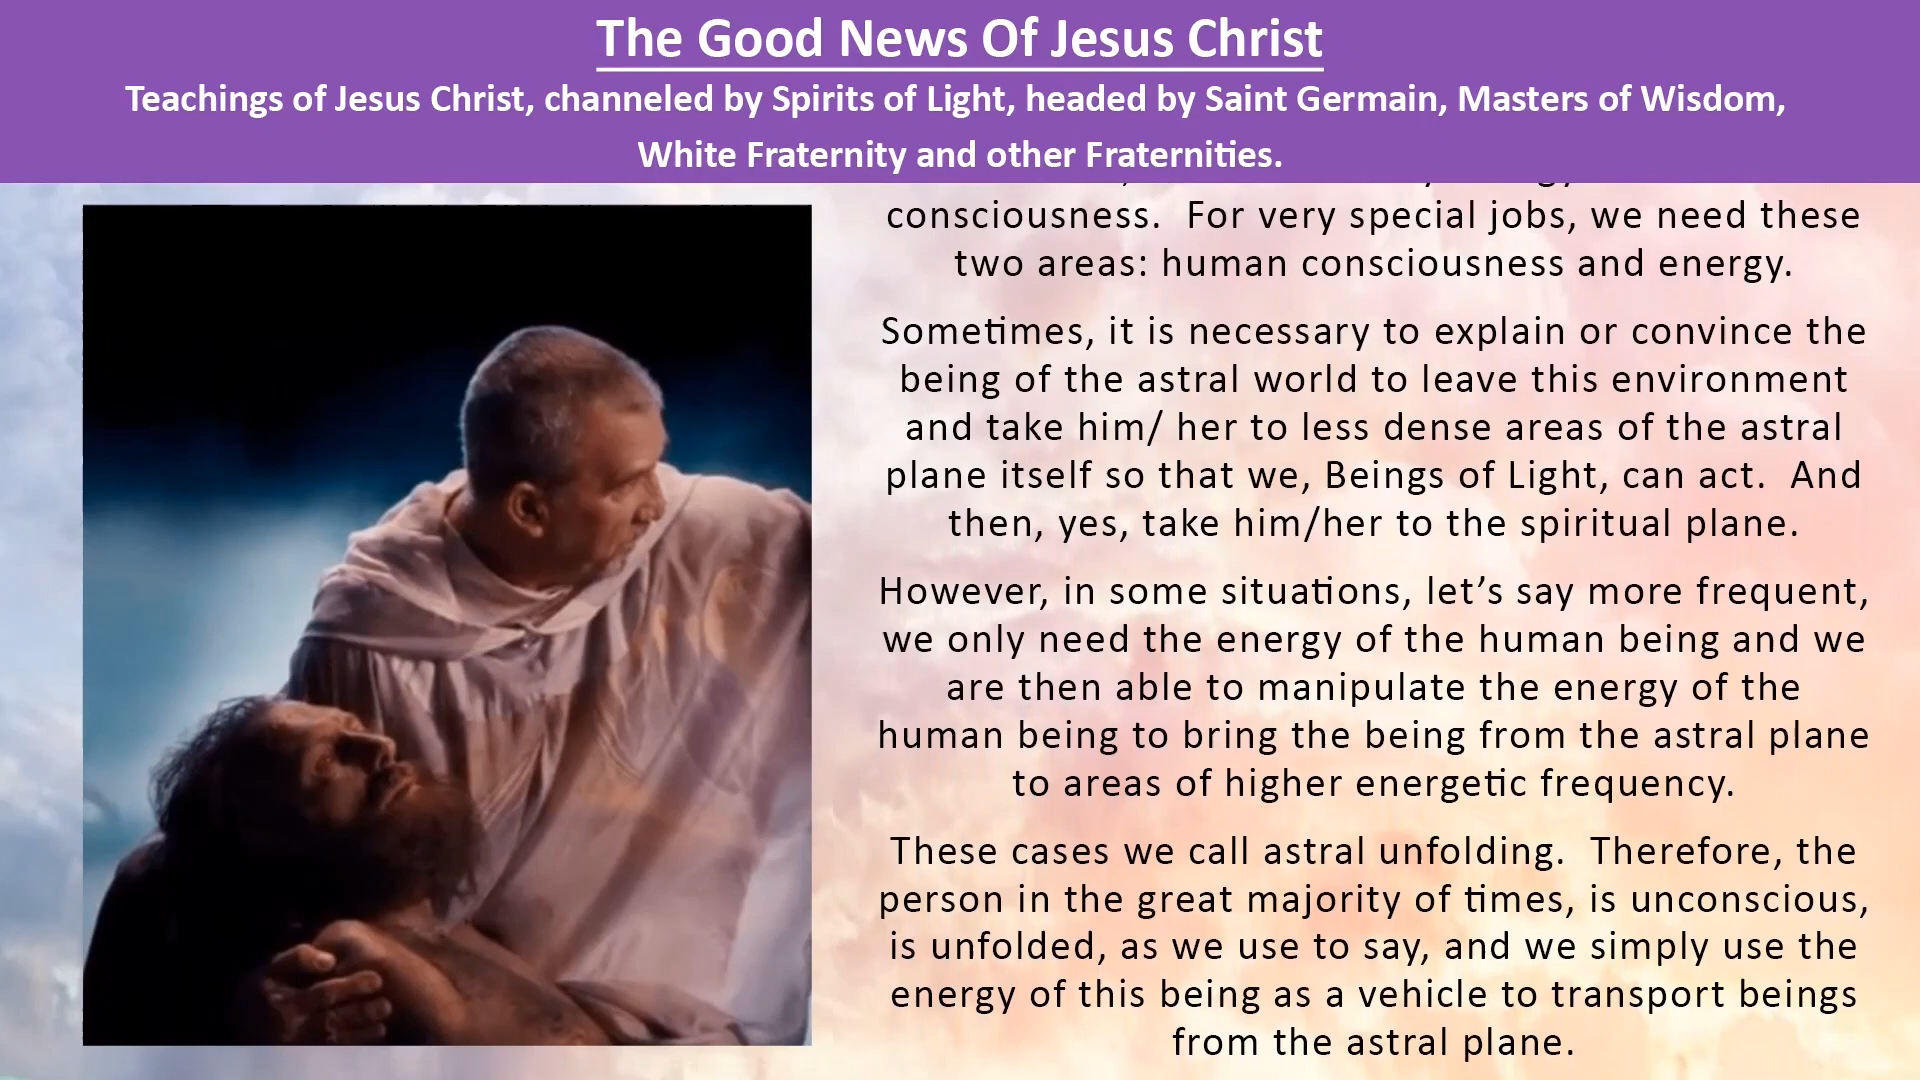 The Good News Of Jesus Christ
Teachings of Jesus Christ, channeled by Spirits of Light, headed by Saint Germain, Masters of Wisdom,
White Fraternity and other Fraternities.
consciousness.  For very special jobs, we need these
two areas: human consciousness and energy.
Sometimes, it is necessary to explain or convince the
being of the astral world to leave this environment
and take him/ her to less dense areas of the astral
plane itself so that we, Beings of Light, can act.  And
then, yes, take him/her to the spiritual plane.
However, in some situations, let’s say more frequent,
we only need the energy of the human being and we
are then able to manipulate the energy of the
human being to bring the being from the astral plane
to areas of higher energetic frequency.
These cases we call astral unfolding.  Therefore, the
person in the great majority of times, is unconscious,
is unfolded, as we use to say, and we simply use the
energy of this being as a vehicle to transport beings
from the astral plane.